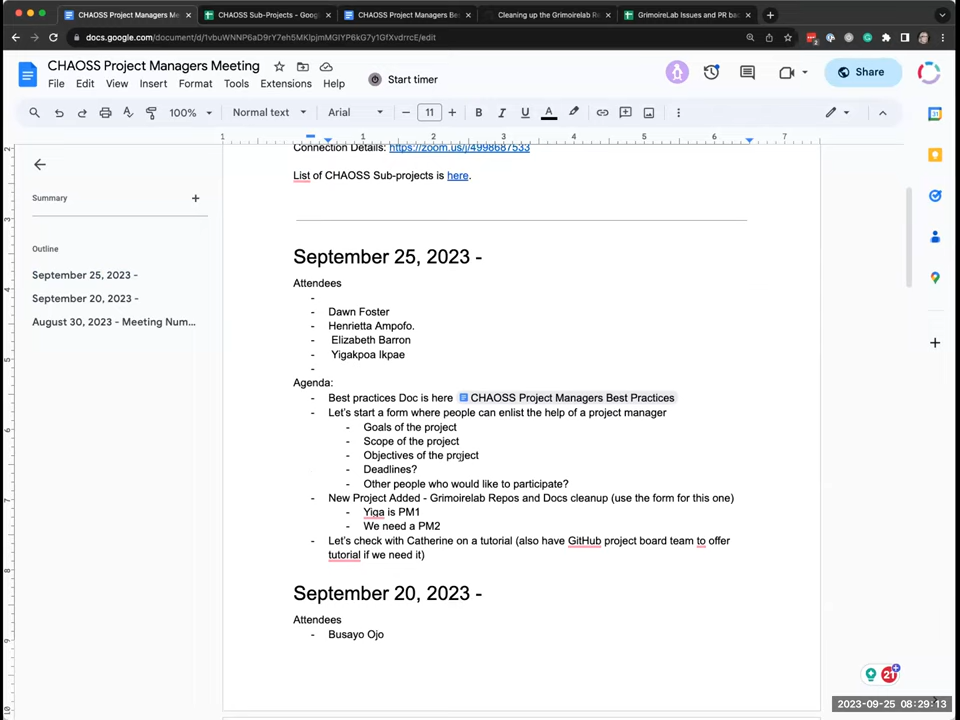 CHAOSS Project Managers Me
CHAOSS Sub-Projects - Goog
CHAOSS Project Managers Be
Cleaning up the Grimoirelab Re
GrimoireLab Issues and PR ba
CHAOSS Project Managers Meeting
File Edit View Insert Format Tools Extensions Help
Start timer
Share
100% Normal text Arial 11
Connection Details: https://zoom.us/j/4998687533
List of CHAOSS Sub-projects is here.
Summary
Outline
September 25, 2023 -
September 20, 2023 -
August 30, 2023 - Meeting Num...
September 25, 2023 -
Attendees
-
- Dawn Foster
- Henrietta Ampofo.
- Elizabeth Barron
- Yigakpoa Ikpae
-
Agenda:
- Best practices Doc is here CHAOSS Project Managers Best Practices
- Let's start a form where people can enlist the help of a project manager
- Goals of the project
- Scope of the project
- Objectives of the project
- Deadlines?
- Other people who would like to participate?
- New Project Added - Grimoirelab Repos and Docs cleanup (use the form for this one)
- Yiga is PM1
- We need a PM2
- Let's check with Catherine on a tutorial (also have GitHub project board team to offer
tutorial if we need it)
September 20, 2023 -
Attendees
- Busayo Ojo
21
2023-09-25 08:29:13